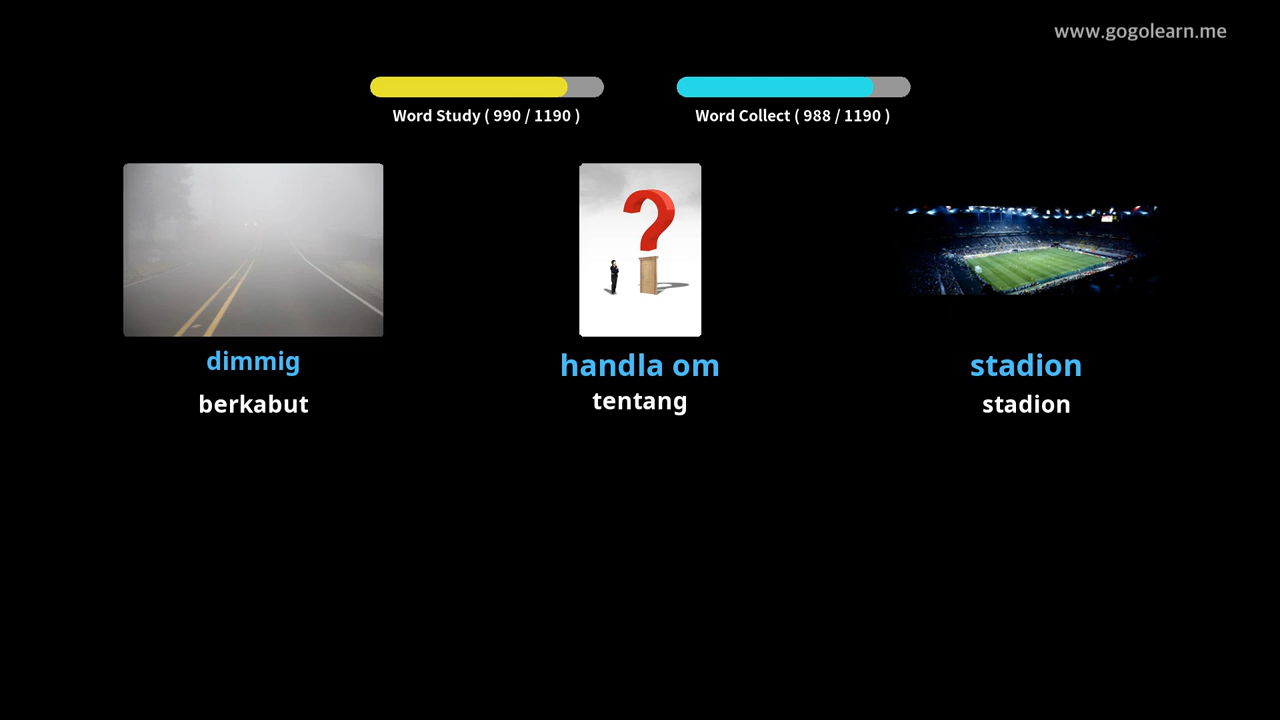 www.gogolearn.me
Word Study ( 990 / 1190 )
Word Collect ( 988 / 1190 )
dimmig
berkabut
handla om
tentang
stadion
stadion